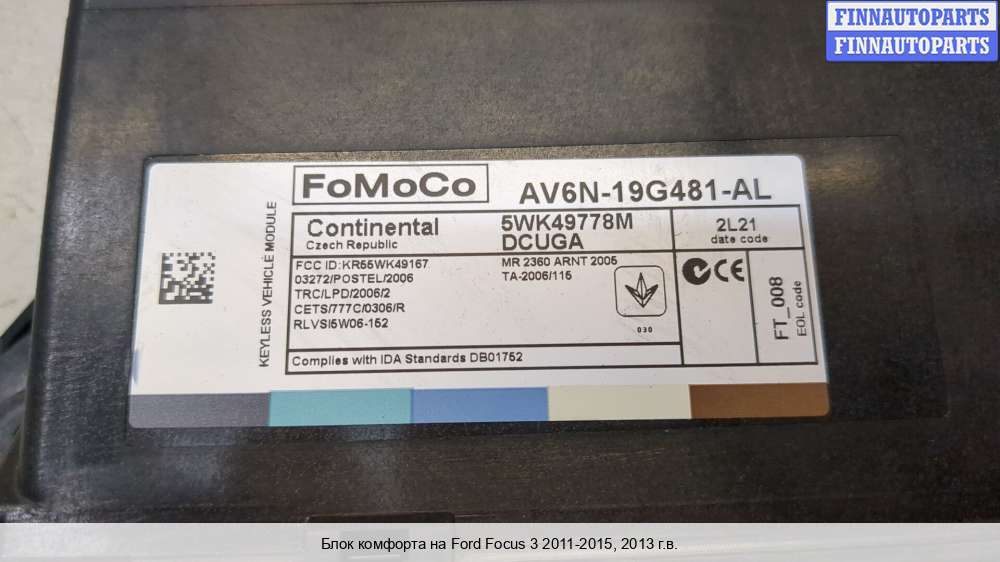 FINNAUTOPARTS
FINNAUTOPARTS
FoMoCo
AV6N-19G481-AL
KEYLESS VEHICLE MODULE
Continental
Czech Republic
5WK49778M
DCUGA
2L21
date code
FCC ID:KR55WK49167
03272/POSTEL/2006
TRC/LPD/2006/2
CETS/777C/0306/R
RLVSI5W06-152
MR 2360 ARNT 2005
TA-2006/115
030
CE
FT_008
EOL code
Complies with IDA Standards DB01752
Блок комфорта на Ford Focus 3 2011-2015, 2013 г.в.